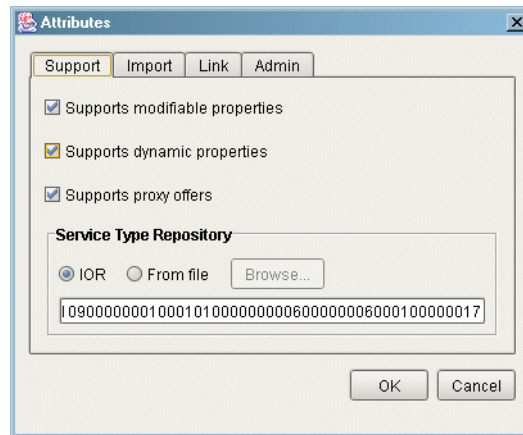 Attributes
Support Import Link Admin
Supports modifiable properties
Supports dynamic properties
Supports proxy offers
Service Type Repository
IOR From file Browse...
OK Cancel